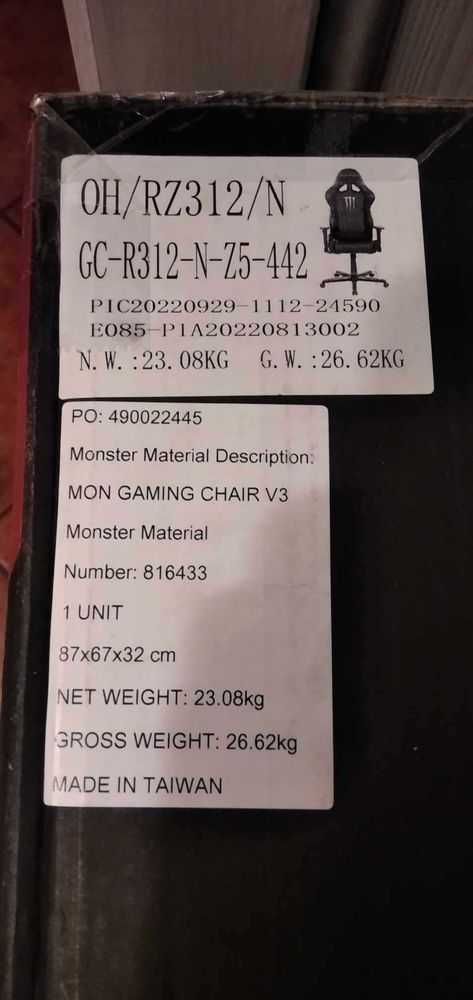 OH/RZ312/N
GC-R312-N-Z5-442
PIC20220929-1112-24590
E085-P1A20220813002
N.W.:23.08KG G.W.:26.62KG
PO: 490022445
Monster Material Description:
MON GAMING CHAIR V3
Monster Material
Number: 816433
1 UNIT
87x67x32 cm
NET WEIGHT: 23.08kg
GROSS WEIGHT: 26.62kg
MADE IN TAIWAN